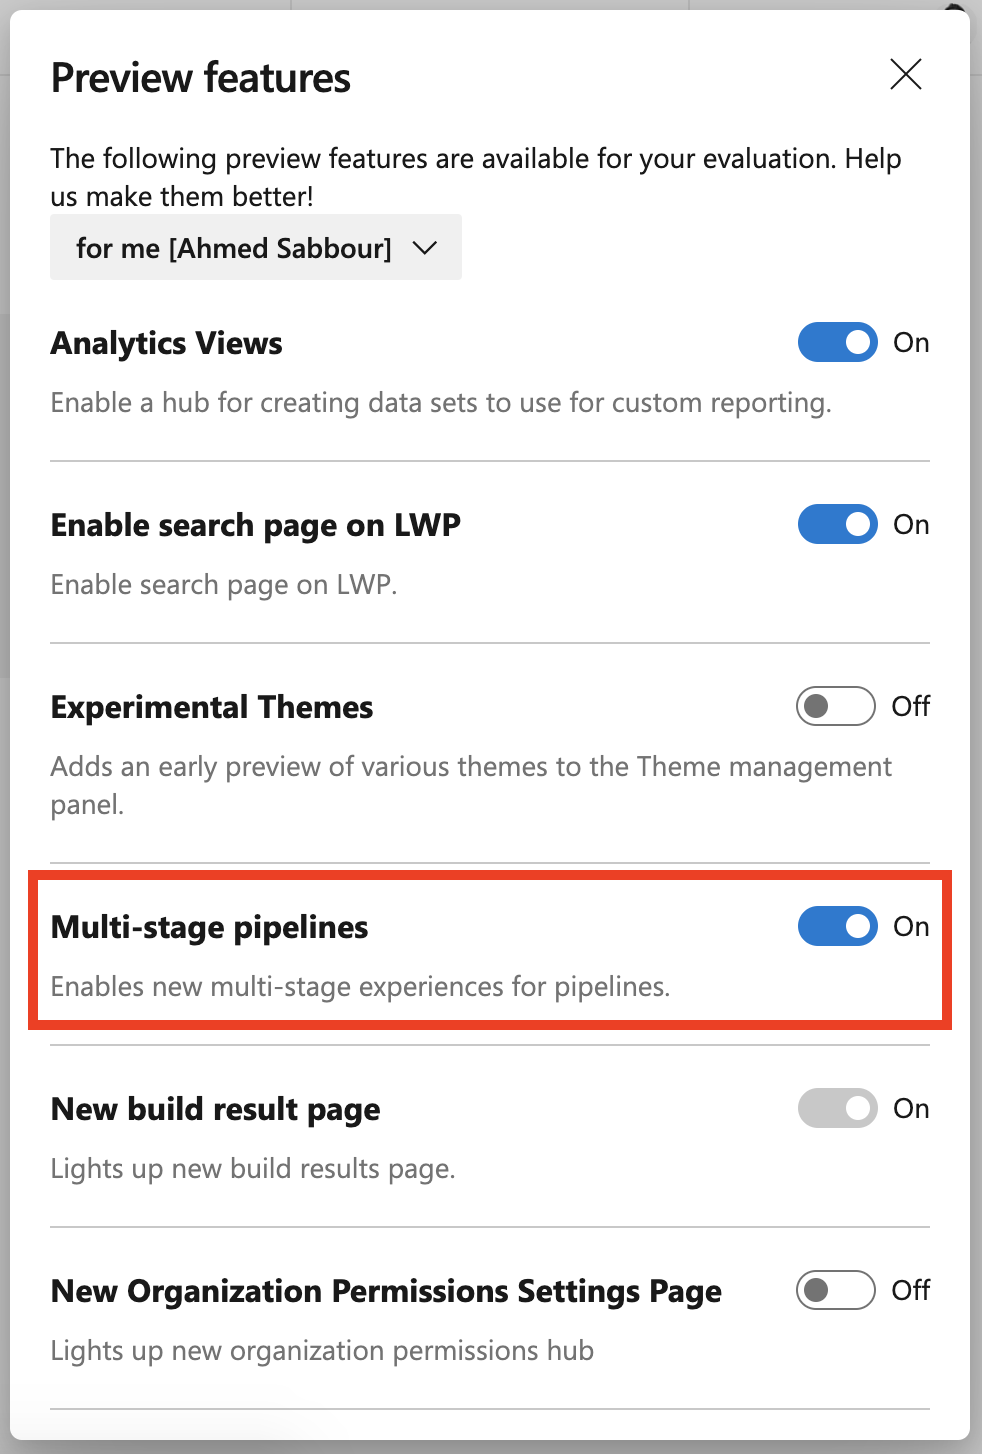 Preview features
The following preview features are available for your evaluation. Help
us make them better!
for me [Ahmed Sabbour]
Analytics Views
On
Enable a hub for creating data sets to use for custom reporting.
Enable search page on LWP
On
Enable search page on LWP.
Experimental Themes
Off
Adds an early preview of various themes to the Theme management
panel.
Multi-stage pipelines
On
Enables new multi-stage experiences for pipelines.
New build result page
On
Lights up new build results page.
New Organization Permissions Settings Page
Off
Lights up new organization permissions hub